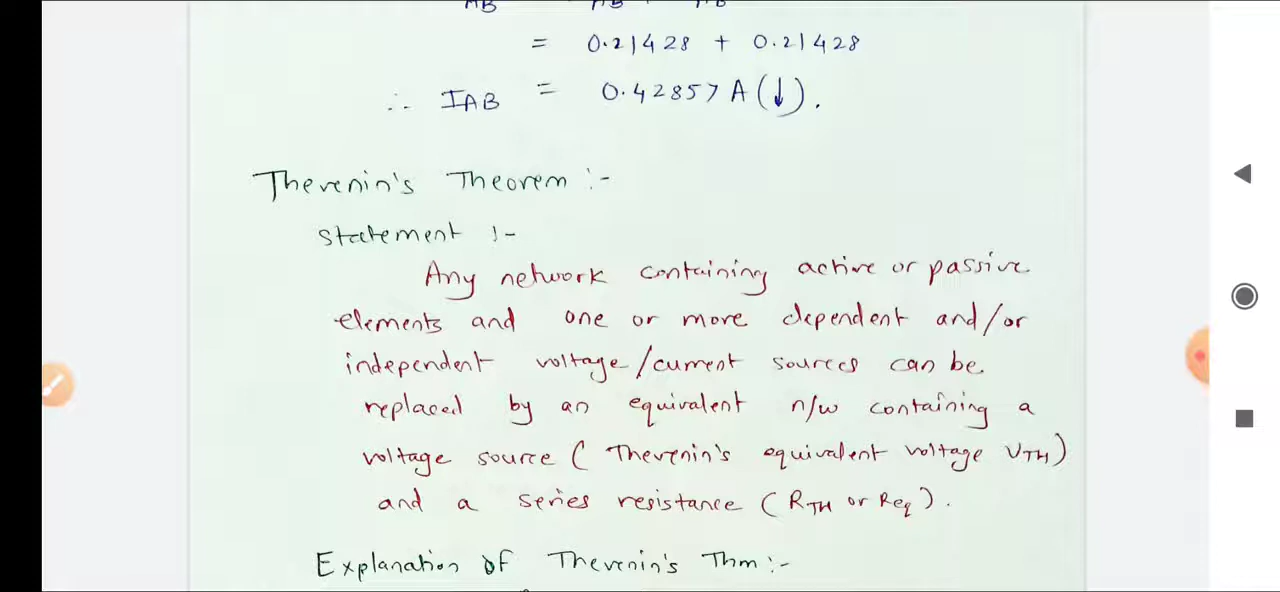 = 0.21428 + 0.21428
∴ IAB = 0.42857 A (↓).
Thevenin's Theorem :-
Statement :-
Any network containing active or passive
elements and one or more dependent and/or
independent voltage/current sources can be
replaced by an equivalent n/w containing a
voltage source ( Thevenin's equivalent voltage VTH)
and a series resistance ( RTH or Req ).
Explanation of Thevenin's Thm :-